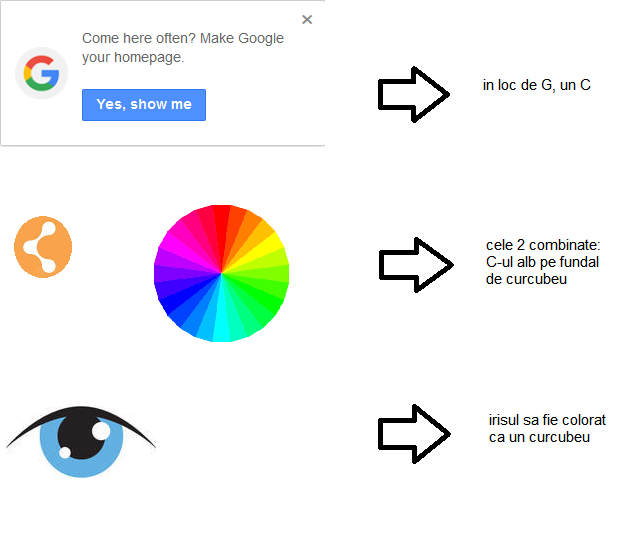 Come here often? Make Google
your homepage.
G
Yes, show me
in loc de G, un C
cele 2 combinate:
C-ul alb pe fundal
de curcubeu
irisul sa fie colorat
ca un curcubeu